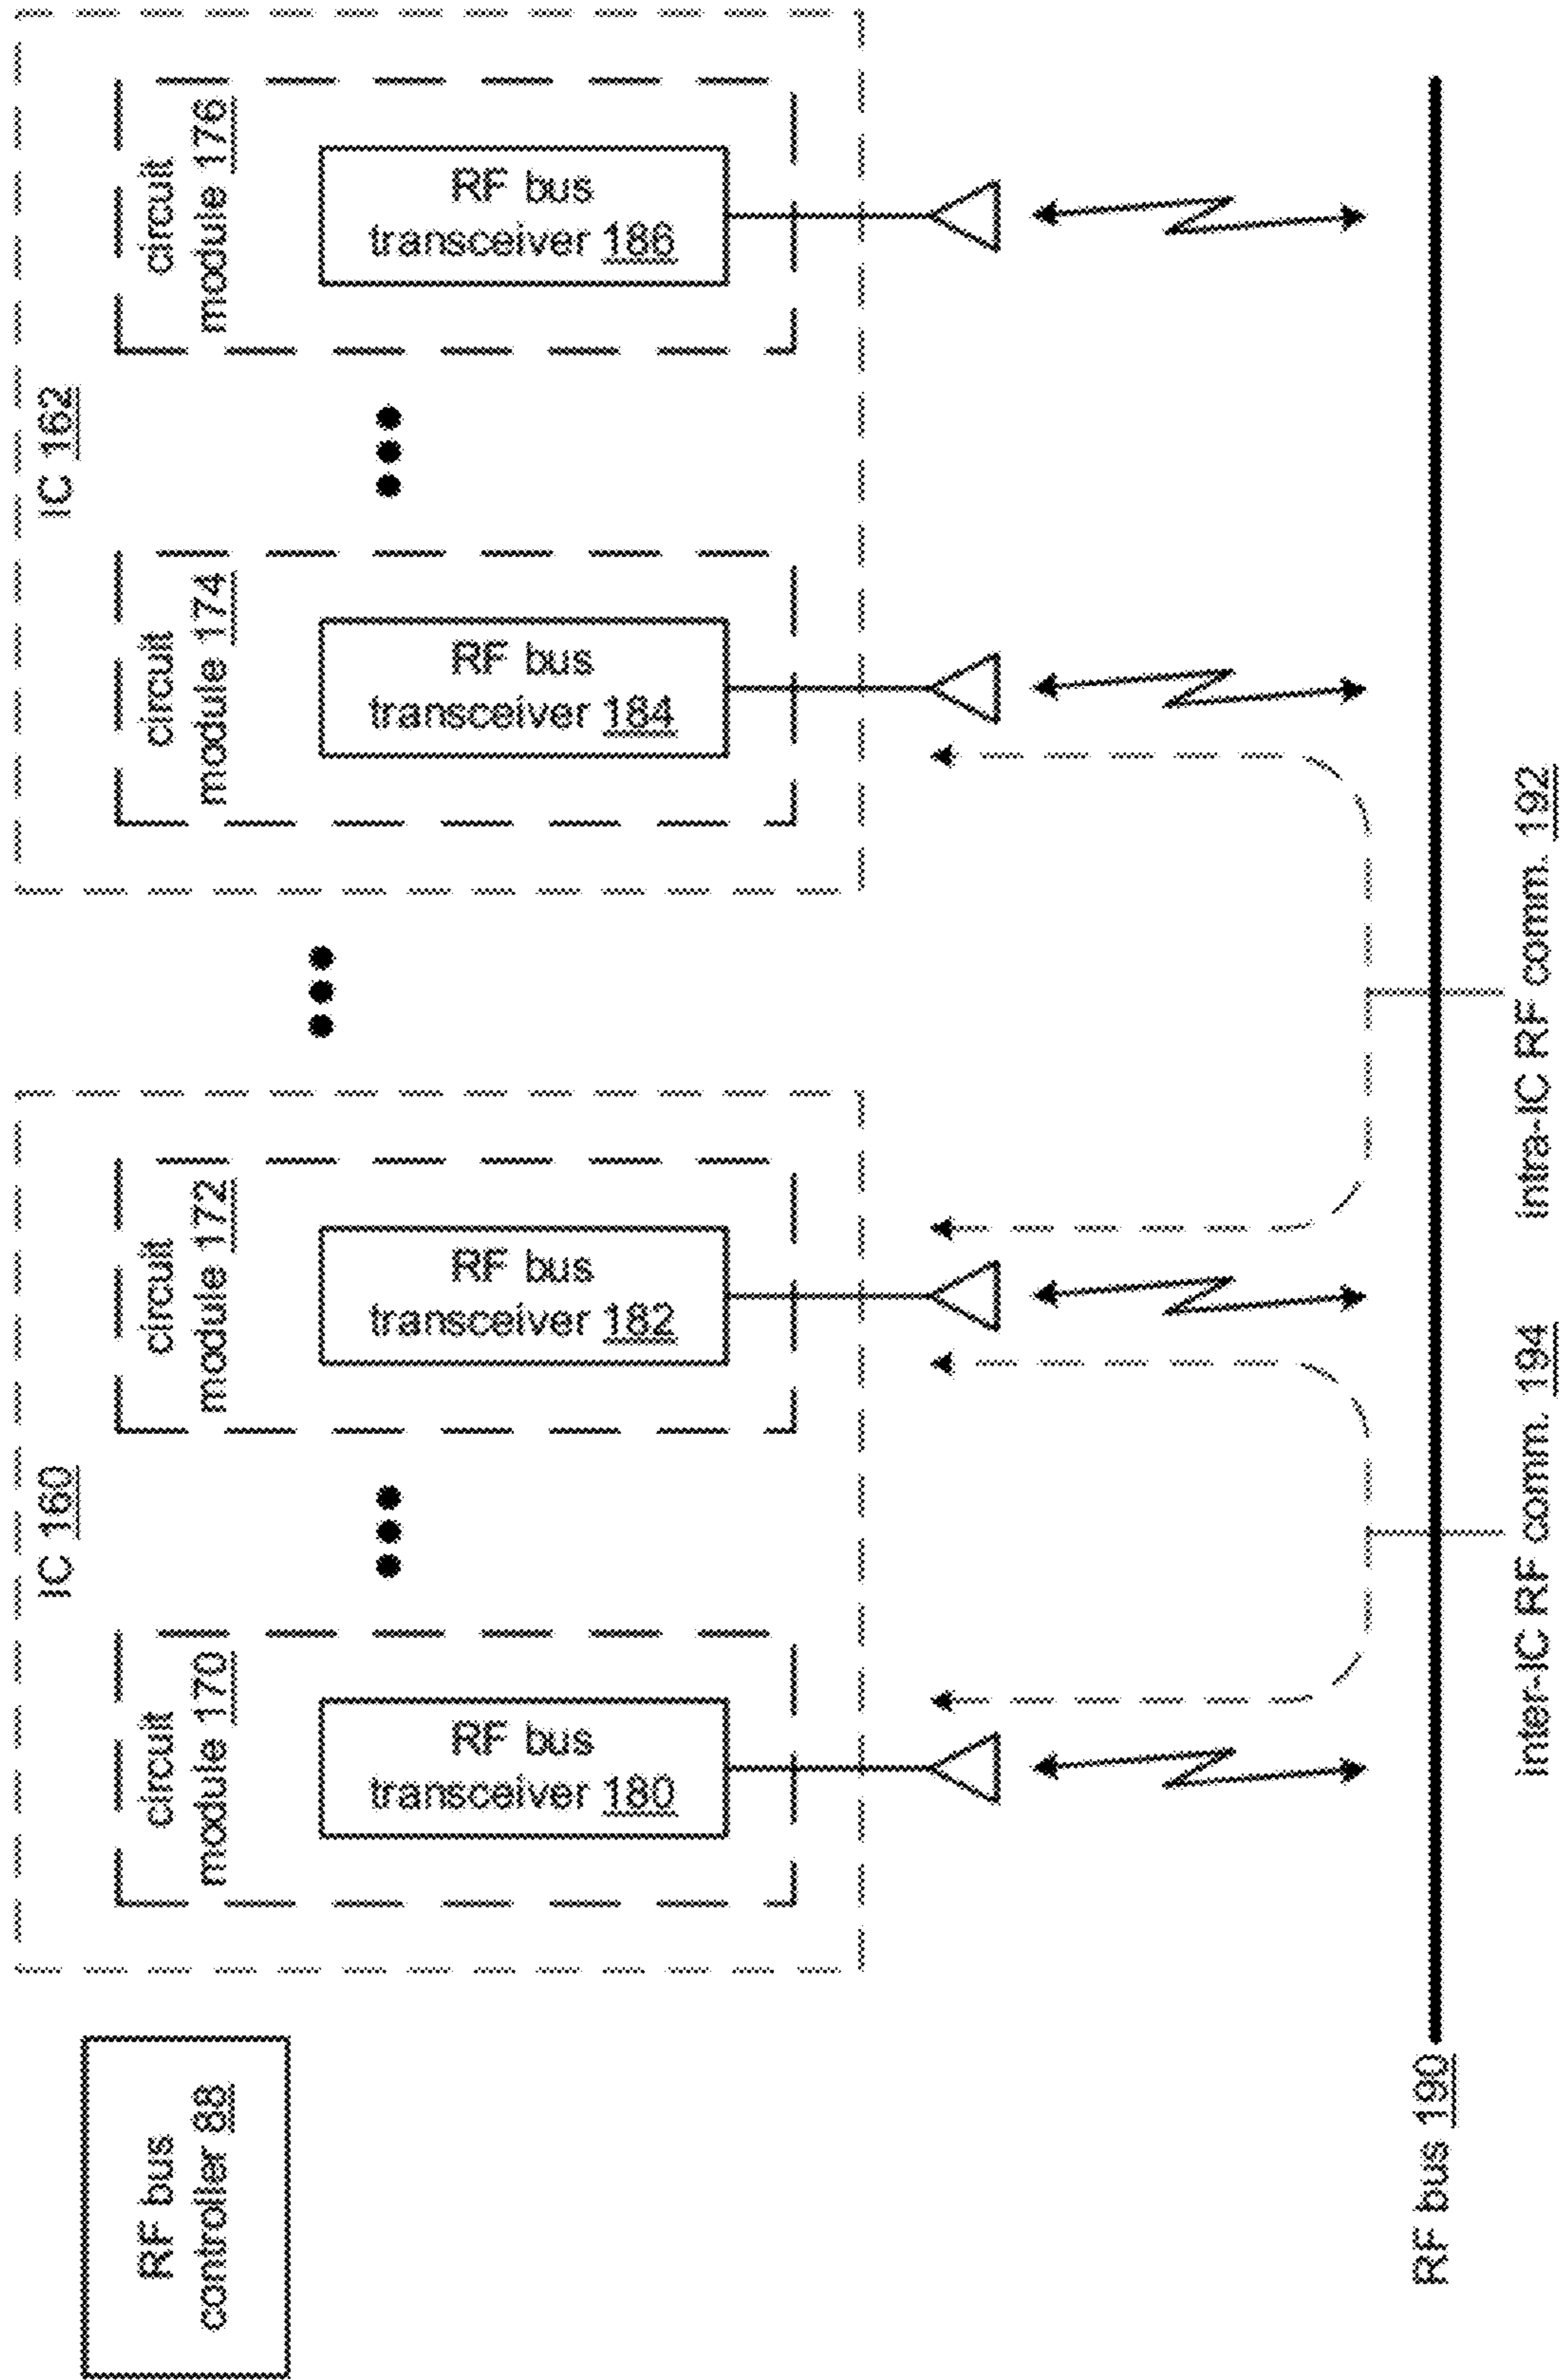 RF bus
controller 88
IC 160
circuit
module 170
RF bus
transceiver 180
circuit
module 172
RF bus
transceiver 182
IC 162
circuit
module 174
RF bus
transceiver 184
circuit
module 176
RF bus
transceiver 186
RF bus 190
inter-IC RF comm. 194
intra-IC RF comm. 192